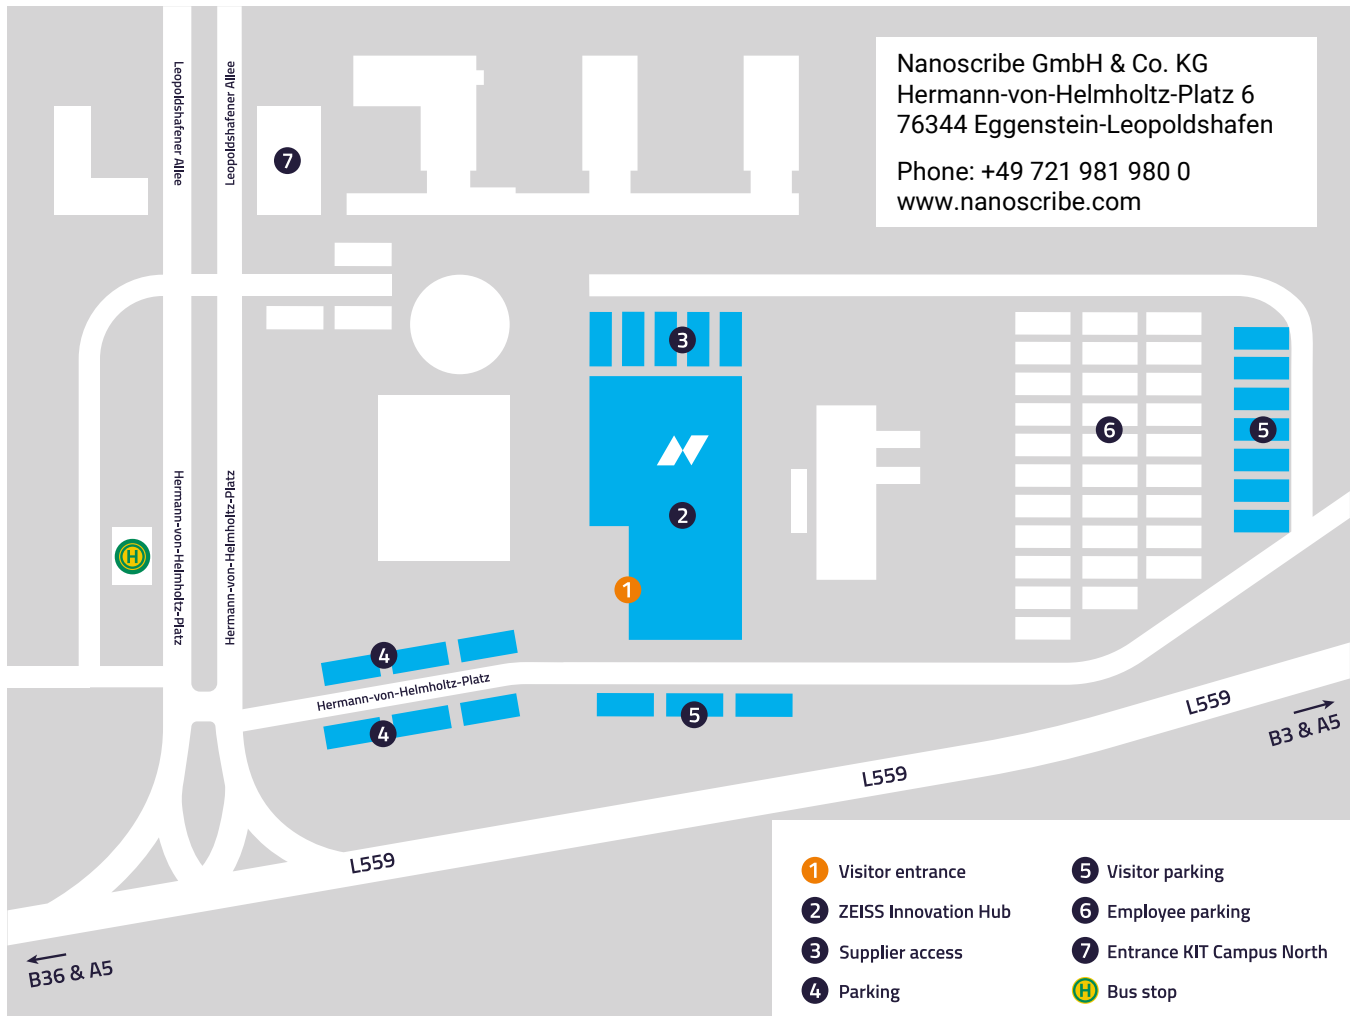 Nanoscribe GmbH & Co. KG
Hermann-von-Helmholtz-Platz 6
76344 Eggenstein-Leopoldshafen
Phone: +49 721 981 980 0
www.nanoscribe.com
Leopoldshafener Allee
Leopoldshafener Allee
7
3
6
5
2
Hermann-von-Helmholtz-Platz
Hermann-von-Helmholtz-Platz
H
1
4
Hermann-von-Helmholtz-Platz
4
5
L559
B3 & A5
L559
L559
B36 & A5
1 Visitor entrance
2 ZEISS Innovation Hub
3 Supplier access
4 Parking
5 Visitor parking
6 Employee parking
7 Entrance KIT Campus North
H Bus stop